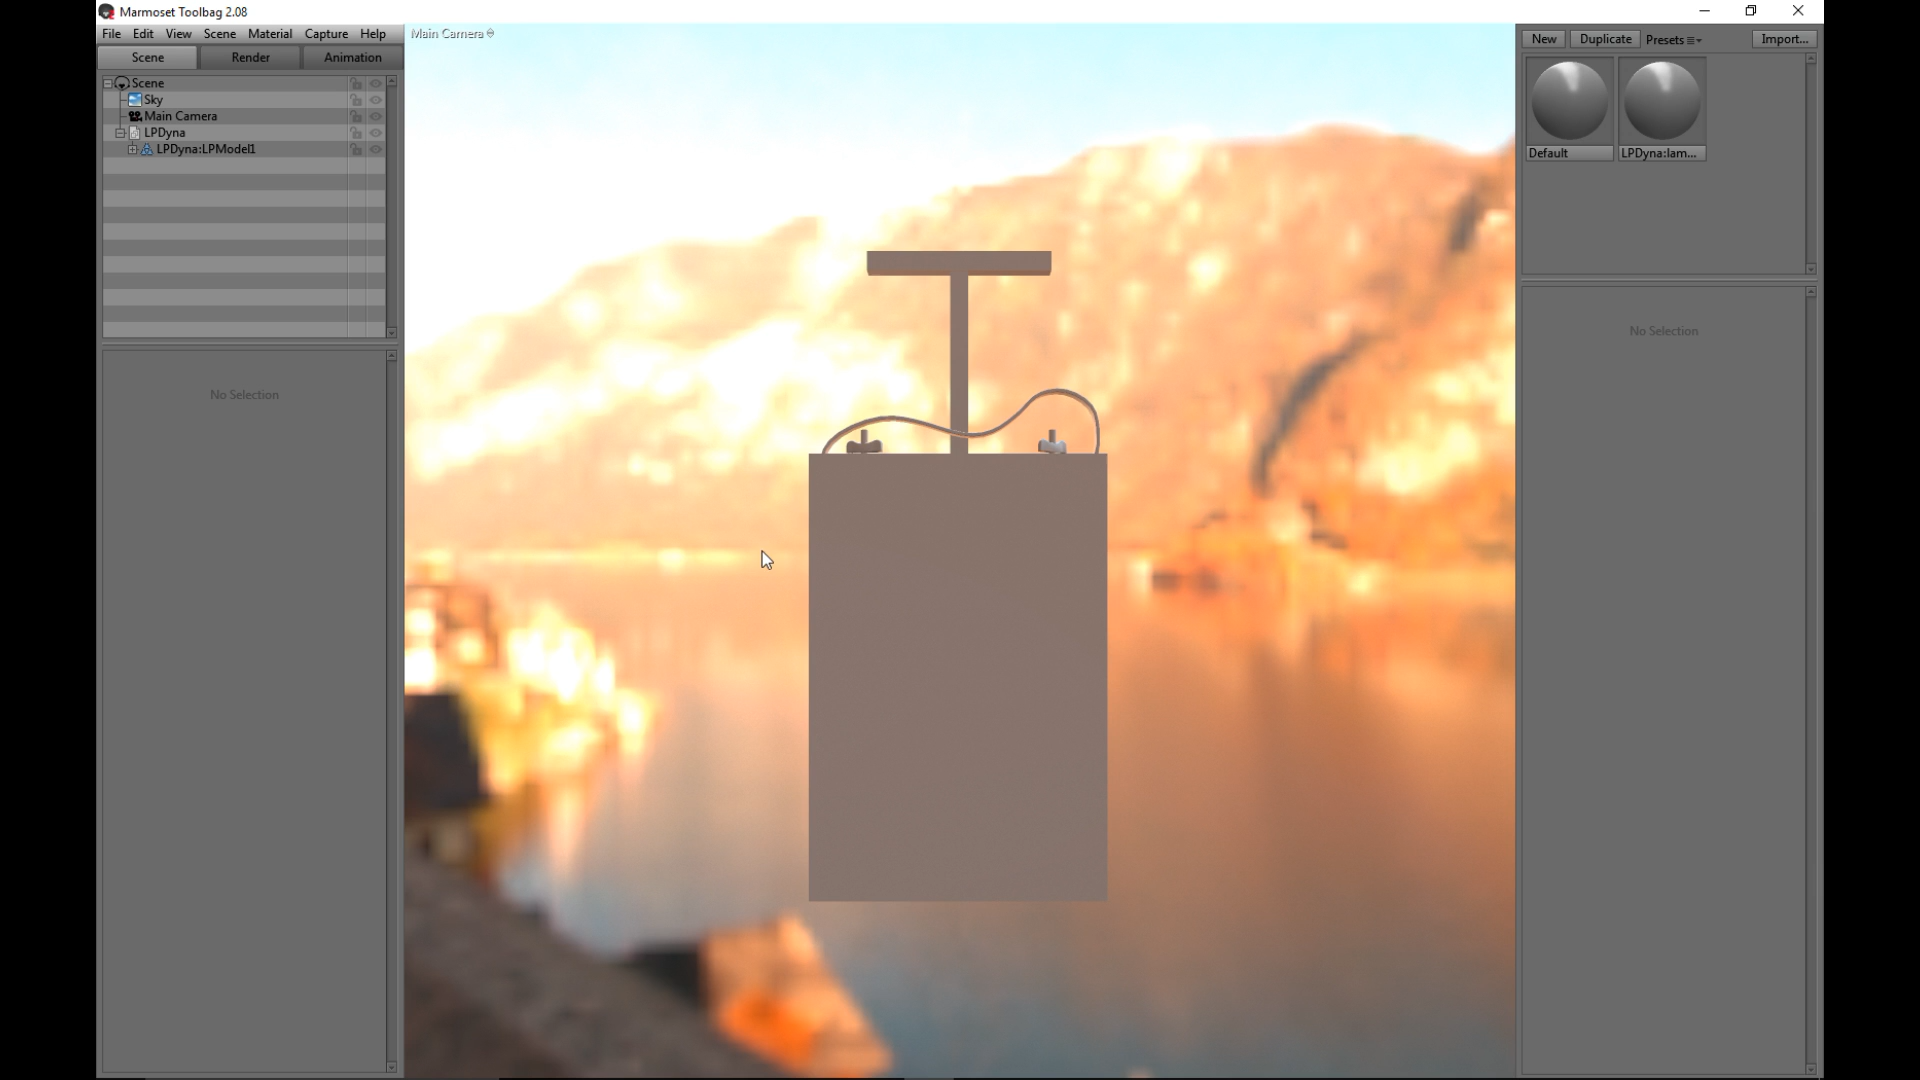 Marmoset Toolbag 2.08
File Edit View Scene Material Capture Help
Scene Render Animation
Scene
Sky
Main Camera
LPDyna
LPDyna:LPModel1
No Selection
Main Camera
New Duplicate Presets Import...
Default LPDyna:lam...
No Selection